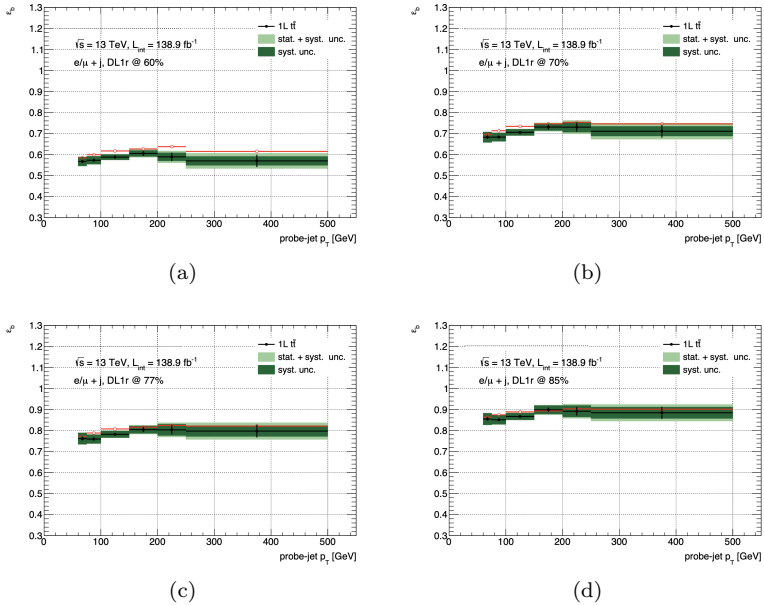 ε_b
1.3
1.2
1.1
1
0.9
0.8
0.7
0.6
0.5
0.4
0.3
√s = 13 TeV, L_int = 138.9 fb⁻¹
e/μ + j, DL1r @ 60%
1L tt̄
stat. + syst. unc.
syst. unc.
0 100 200 300 400 500
probe-jet p_T [GeV]
(a)
ε_b
1.3
1.2
1.1
1
0.9
0.8
0.7
0.6
0.5
0.4
0.3
√s = 13 TeV, L_int = 138.9 fb⁻¹
e/μ + j, DL1r @ 70%
1L tt̄
stat. + syst. unc.
syst. unc.
0 100 200 300 400 500
probe-jet p_T [GeV]
(b)
ε_b
1.3
1.2
1.1
1
0.9
0.8
0.7
0.6
0.5
0.4
0.3
√s = 13 TeV, L_int = 138.9 fb⁻¹
e/μ + j, DL1r @ 77%
1L tt̄
stat. + syst. unc.
syst. unc.
0 100 200 300 400 500
probe-jet p_T [GeV]
(c)
ε_b
1.3
1.2
1.1
1
0.9
0.8
0.7
0.6
0.5
0.4
0.3
√s = 13 TeV, L_int = 138.9 fb⁻¹
e/μ + j, DL1r @ 85%
1L tt̄
stat. + syst. unc.
syst. unc.
0 100 200 300 400 500
probe-jet p_T [GeV]
(d)